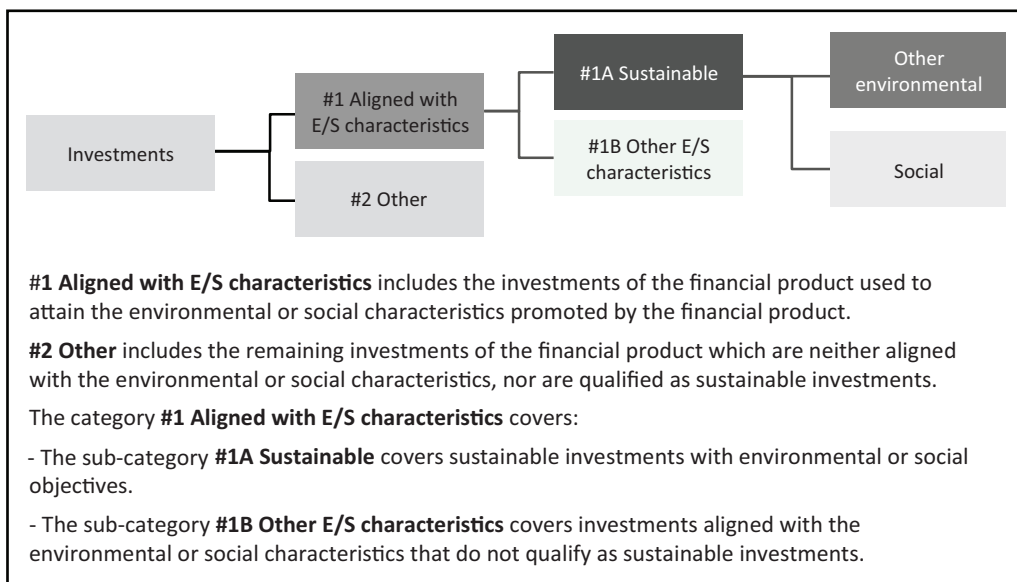 Investments
#1 Aligned with
E/S characteristics
#2 Other
#1A Sustainable
#1B Other E/S
characteristics
Other
environmental
Social
#1 Aligned with E/S characteristics includes the investments of the financial product used to
attain the environmental or social characteristics promoted by the financial product.
#2 Other includes the remaining investments of the financial product which are neither aligned
with the environmental or social characteristics, nor are qualified as sustainable investments.
The category #1 Aligned with E/S characteristics covers:
- The sub-category #1A Sustainable covers sustainable investments with environmental or social
objectives.
- The sub-category #1B Other E/S characteristics covers investments aligned with the
environmental or social characteristics that do not qualify as sustainable investments.